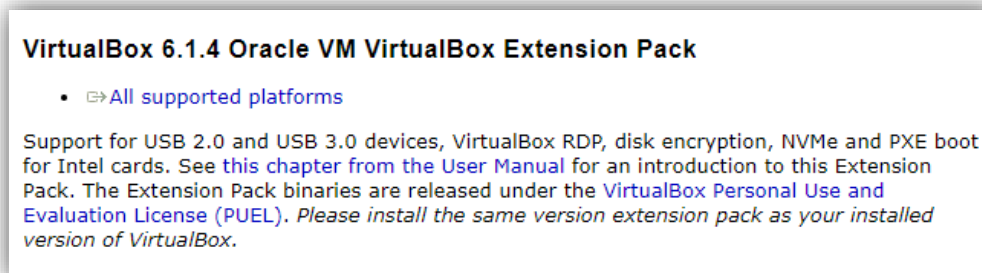 VirtualBox 6.1.4 Oracle VM VirtualBox Extension Pack
• All supported platforms
Support for USB 2.0 and USB 3.0 devices, VirtualBox RDP, disk encryption, NVMe and PXE boot
for Intel cards. See this chapter from the User Manual for an introduction to this Extension
Pack. The Extension Pack binaries are released under the VirtualBox Personal Use and
Evaluation License (PUEL). Please install the same version extension pack as your installed
version of VirtualBox.